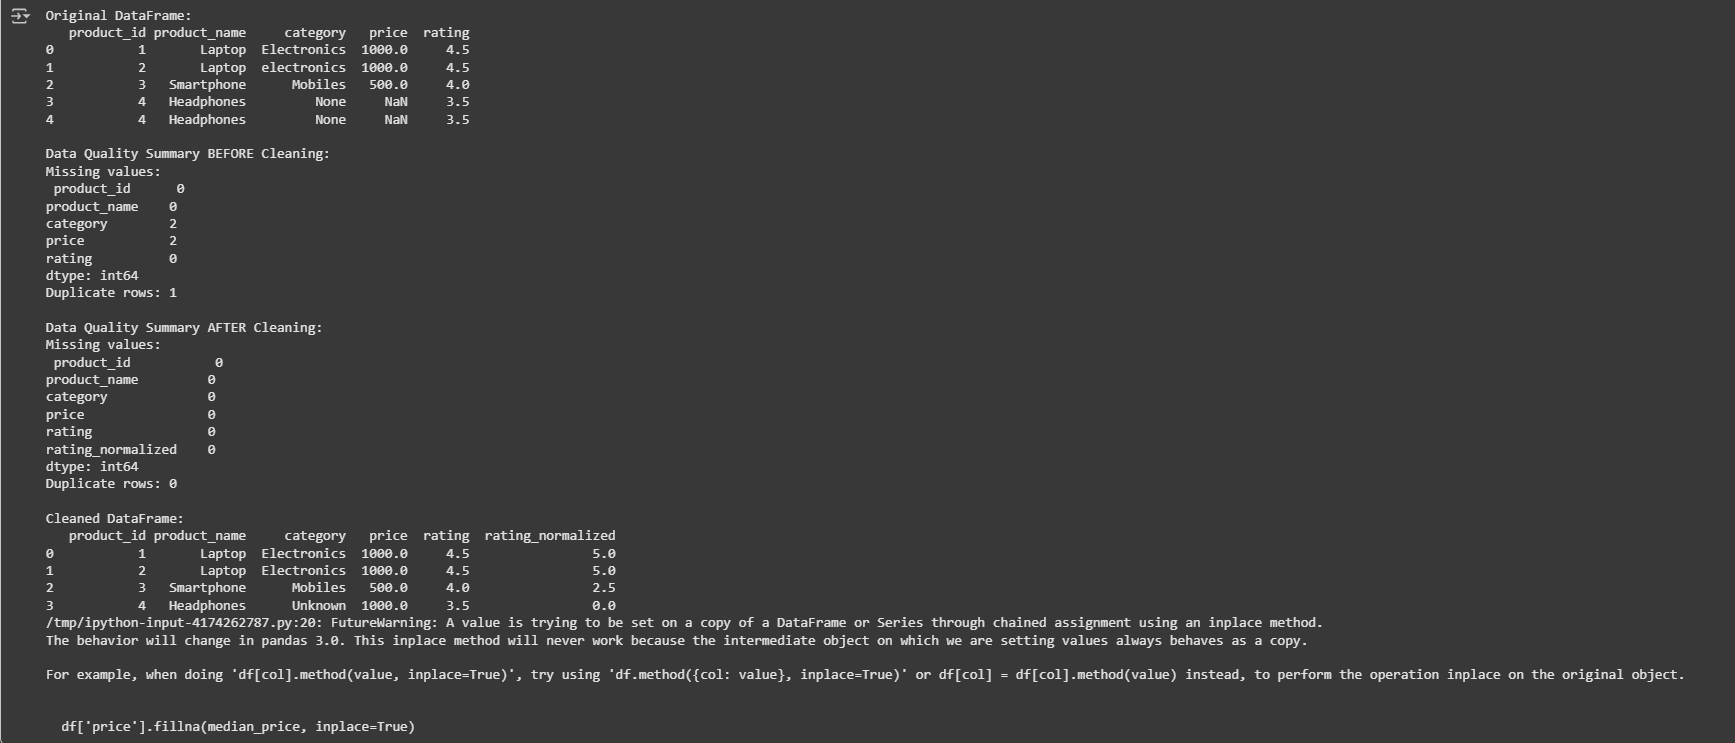 Original DataFrame:
   product_id product_name     category   price  rating
0           1       Laptop  Electronics  1000.0     4.5
1           2       Laptop  electronics  1000.0     4.5
2           3   Smartphone      Mobiles   500.0     4.0
3           4   Headphones         None     NaN     3.5
4           4   Headphones         None     NaN     3.5

Data Quality Summary BEFORE Cleaning:
Missing values:
 product_id      0
product_name    0
category        2
price           2
rating          0
dtype: int64
Duplicate rows: 1

Data Quality Summary AFTER Cleaning:
Missing values:
 product_id           0
product_name         0
category             0
price                0
rating               0
rating_normalized    0
dtype: int64
Duplicate rows: 0

Cleaned DataFrame:
   product_id product_name     category   price  rating  rating_normalized
0           1       Laptop  Electronics  1000.0     4.5                5.0
1           2       Laptop  Electronics  1000.0     4.5                5.0
2           3   Smartphone      Mobiles   500.0     4.0                2.5
3           4   Headphones      Unknown  1000.0     3.5                0.0
/tmp/ipython-input-4174262787.py:20: FutureWarning: A value is trying to be set on a copy of a DataFrame or Series through chained assignment using an inplace method.
The behavior will change in pandas 3.0. This inplace method will never work because the intermediate object on which we are setting values always behaves as a copy.

For example, when doing 'df[col].method(value, inplace=True)', try using 'df.method({col: value}, inplace=True)' or df[col] = df[col].method(value) instead, to perform the operation inplace on the original object.


  df['price'].fillna(median_price, inplace=True)